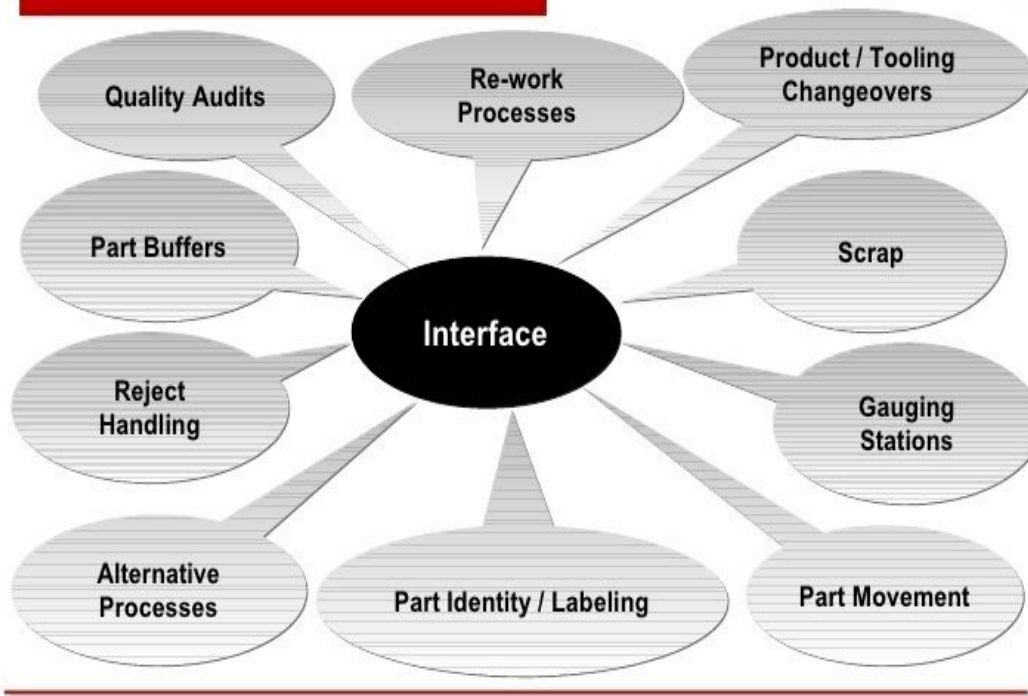 Quality Audits
Re-work
Processes
Product / Tooling
Changeovers
Part Buffers
Scrap
Interface
Reject
Handling
Gauging
Stations
Alternative
Processes
Part Identity / Labeling
Part Movement